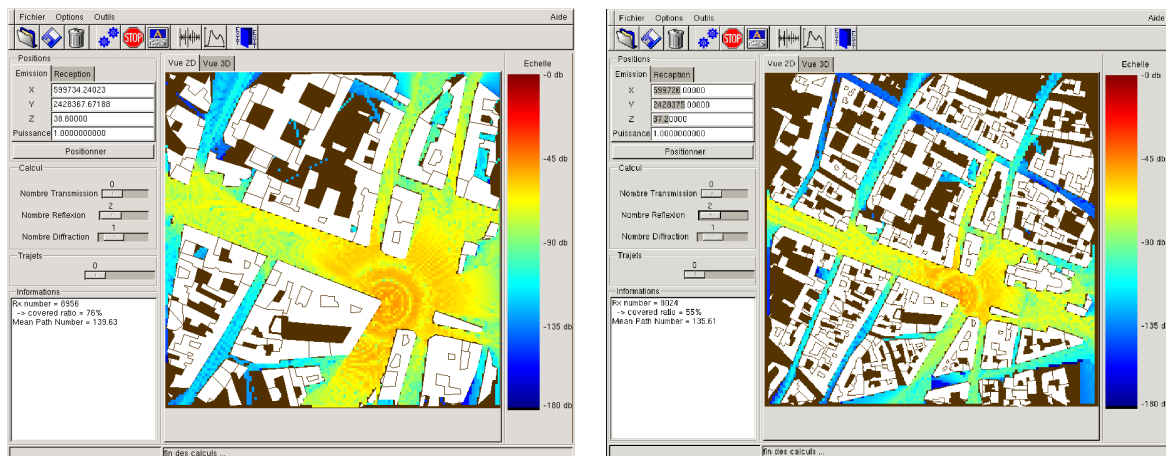 Fichier Options Outils Aide
STOP
Positions
Emission Reception
X 599734.24023
Y 2428367.67188
Z 38.80000
Puissance 1.0000000000
Positionner
Calcul
0
Nombre Transmission
2
Nombre Reflexion
1
Nombre Diffraction
Trajets
0
Informations
Rx number = 8956
-> covered ratio = 76%
Mean Path Number = 139.63
Vue 2D Vue 3D
Echelle
-0 db
-45 db
-90 db
-135 db
-180 db
fin des calculs ...
Fichier Options Outils Aide
STOP
Positions
Emission Reception
X 599726.00000
Y 2428375.00000
Z 37.20000
Puissance 1.0000000000
Positionner
Calcul
0
Nombre Transmission
2
Nombre Reflexion
1
Nombre Diffraction
Trajets
0
Informations
Rx number = 8024
-> covered ratio = 55%
Mean Path Number = 135.61
Vue 2D Vue 3D
Echelle
-0 db
-45 d
-90 db
-135 d
-180 d
fin des calculs ...